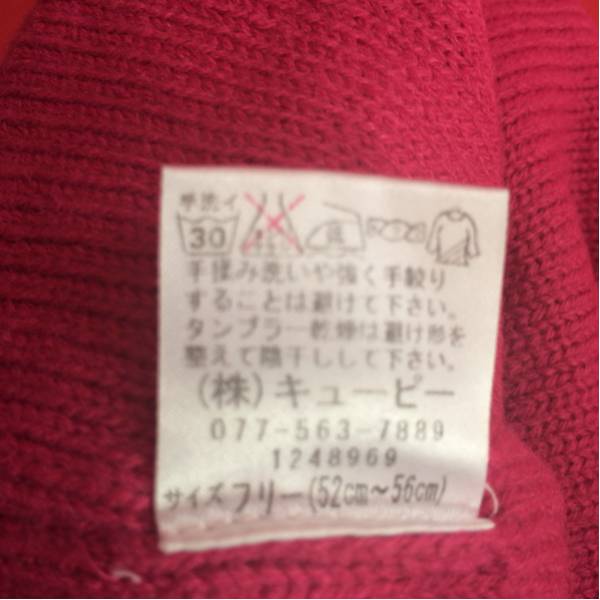 手洗イ
30
手揉み洗いや強く手絞り
することは避けて下さい。
タンブラー乾燥は避け形を
整えて陰干しして下さい。
(株)キューピー
077-563-7889
1248969
サイズフリー(52cm〜56cm)